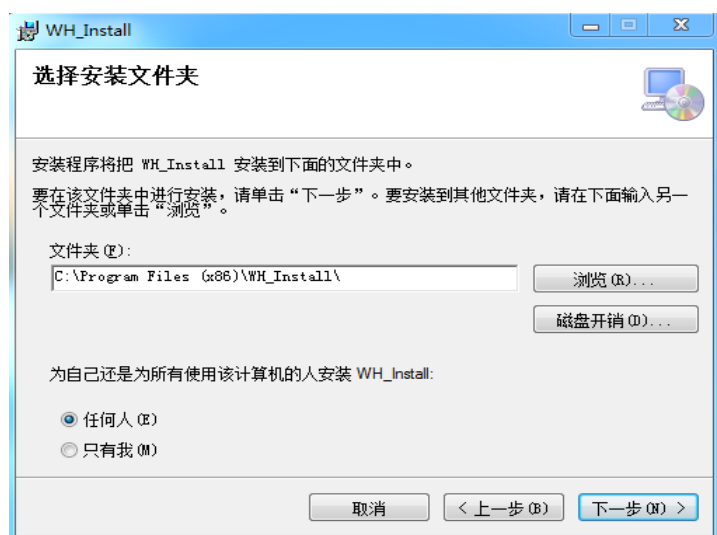 WH_Install
选择安装文件夹
安装程序将把 WH_Install 安装到下面的文件夹中。
要在该文件夹中进行安装，请单击“下一步”。要安装到其他文件夹，请在下面输入另一
个文件夹或单击“浏览”。
文件夹(F):
C:\Program Files (x86)\WH_Install\
浏览(R)...
磁盘开销(D)...
为自己还是为所有使用该计算机的人安装 WH_Install:
任何人(E)
只有我(M)
取消
< 上一步(B)
下一步(N) >